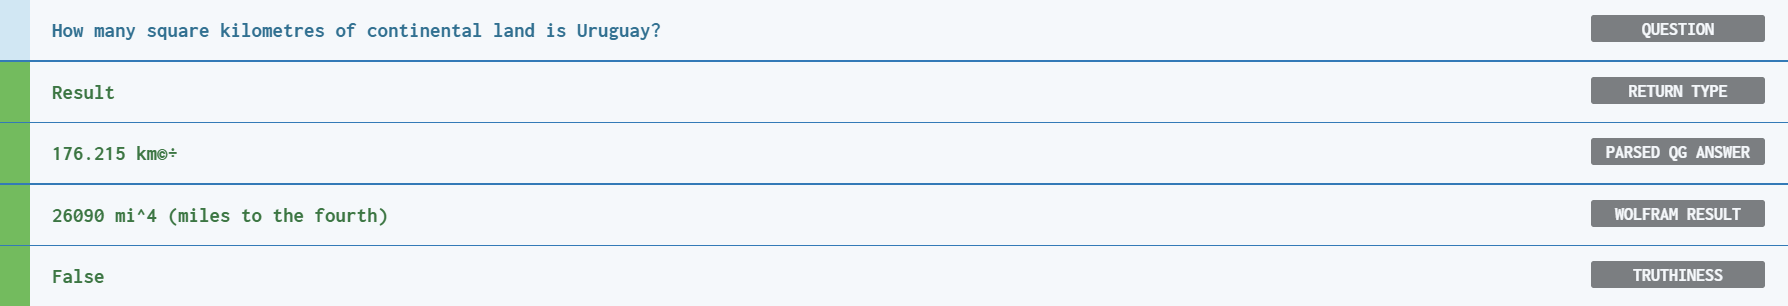 How many square kilometres of continental land is Uruguay? QUESTION
Result RETURN TYPE
176.215 km©÷ PARSED QG ANSWER
26090 mi^4 (miles to the fourth) WOLFRAM RESULT
False TRUTHINESS